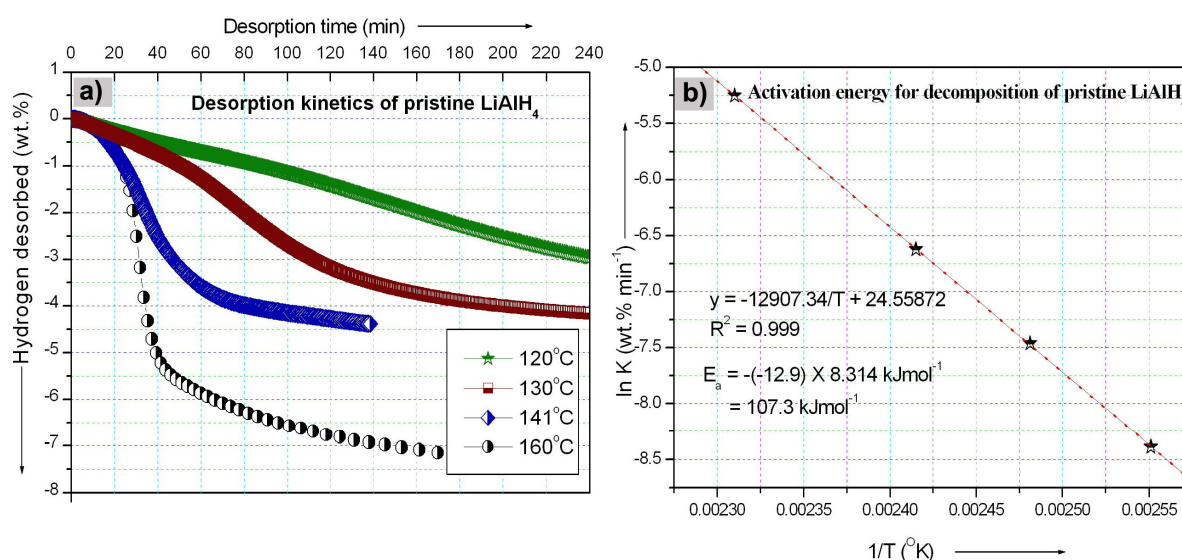 Desorption time (min)
0 20 40 60 80 100 120 140 160 180 200 220 240
a)
Desorption kinetics of pristine LiAlH4
Hydrogen desorbed (wt.%)
1
0
-1
-2
-3
-4
-5
-6
-7
-8
120°C
130°C
141°C
160°C
b)
Activation energy for decomposition of pristine LiAlH
ln K (wt.% min⁻¹)
-5.0
-5.5
-6.0
-6.5
-7.0
-7.5
-8.0
-8.5
y = -12907.34/T + 24.55872
R² = 0.999
Eₐ = -(-12.9) X 8.314 kJmol⁻¹
= 107.3 kJmol⁻¹
0.00230 0.00235 0.00240 0.00245 0.00250 0.00255
1/T (°K)